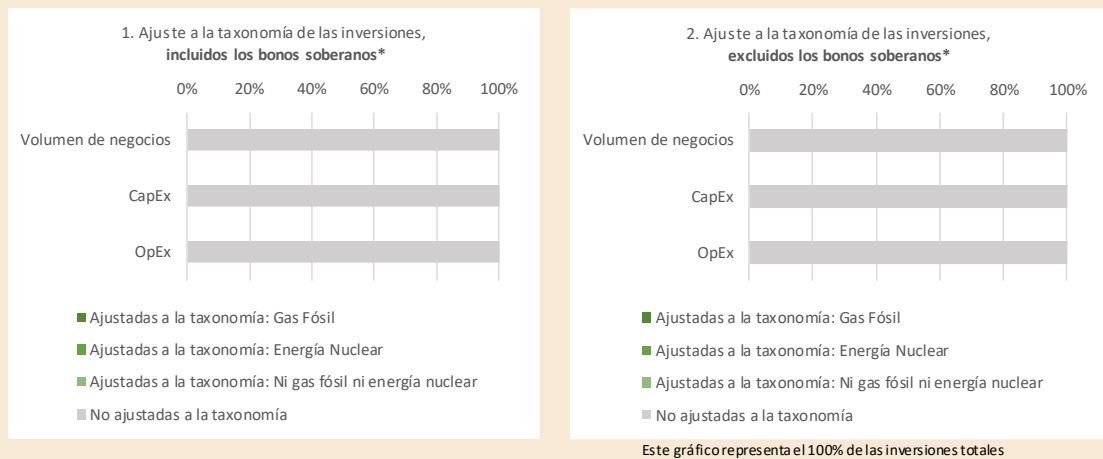 1. Ajuste a la taxonomía de las inversiones,
incluidos los bonos soberanos*
0% 20% 40% 60% 80% 100%
Volumen de negocios
CapEx
OpEx
Ajustadas a la taxonomía: Gas Fósil
Ajustadas a la taxonomía: Energía Nuclear
Ajustadas a la taxonomía: Ni gas fósil ni energía nuclear
No ajustadas a la taxonomía
2. Ajuste a la taxonomía de las inversiones,
excluidos los bonos soberanos*
0% 20% 40% 60% 80% 100%
Volumen de negocios
CapEx
OpEx
Ajustadas a la taxonomía: Gas Fósil
Ajustadas a la taxonomía: Energía Nuclear
Ajustadas a la taxonomía: Ni gas fósil ni energía nuclear
No ajustadas a la taxonomía
Este gráfico representa el 100% de las inversiones totales